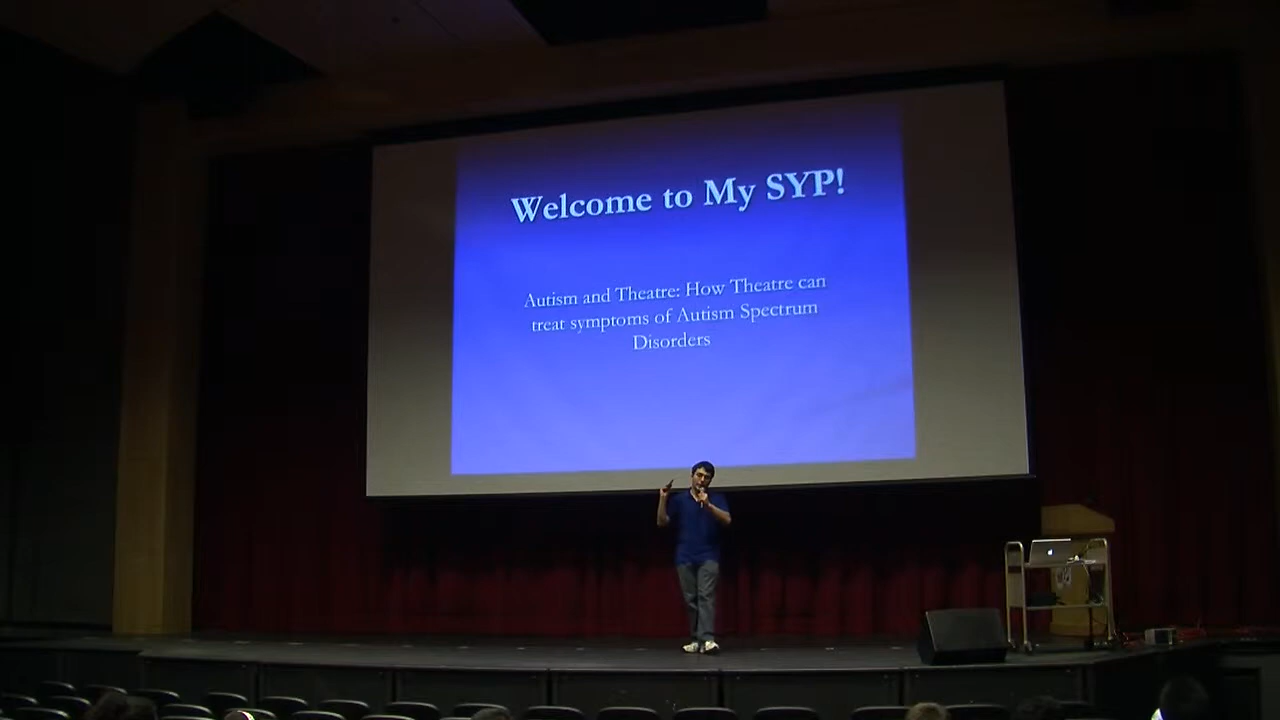 Welcome to My SYP!
Autism and Theatre: How Theatre can
treat symptoms of Autism Spectrum
Disorders